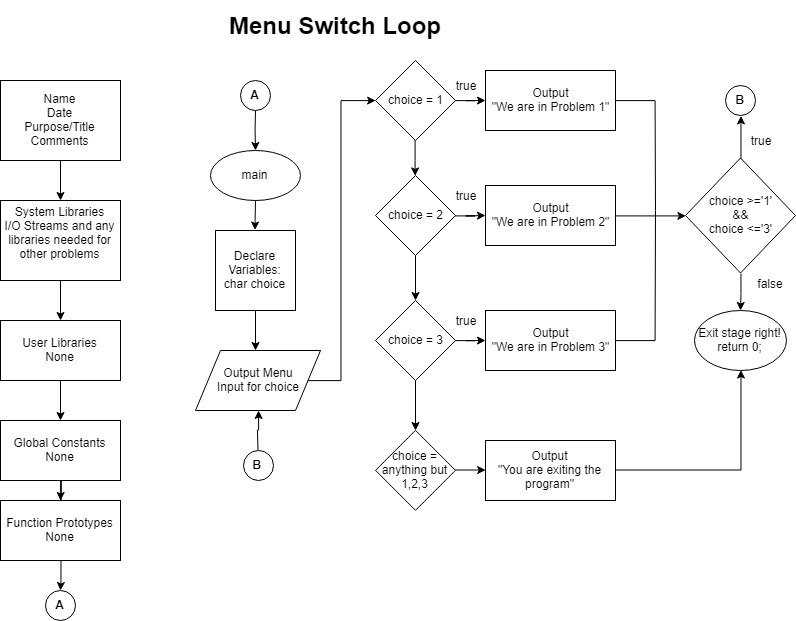 Menu Switch Loop
Name
Date
Purpose/Title
Comments
System Libraries
I/O Streams and any
libraries needed for
other problems
User Libraries
None
Global Constants
None
Function Prototypes
None
A
A
main
Declare
Variables:
char choice
Output Menu
Input for choice
B
choice = 1
true
Output
"We are in Problem 1"
choice = 2
true
Output
"We are in Problem 2"
choice = 3
true
Output
"We are in Problem 3"
choice =
anything but
1,2,3
Output
"You are exiting the
program"
B
true
choice >='1'
&&
choice <='3'
false
Exit stage right!
return 0;